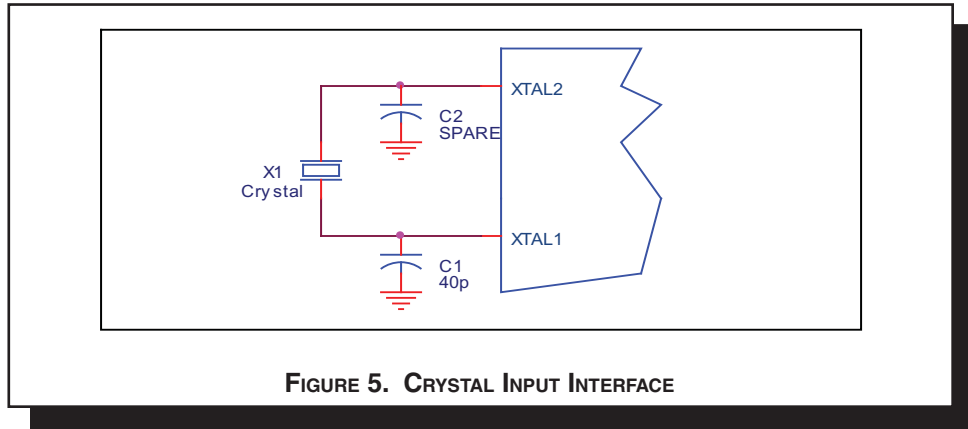 XTAL2
C2
SPARE
X1
Crystal
XTAL1
C1
40p
FIGURE 5. CRYSTAL INPUT INTERFACE